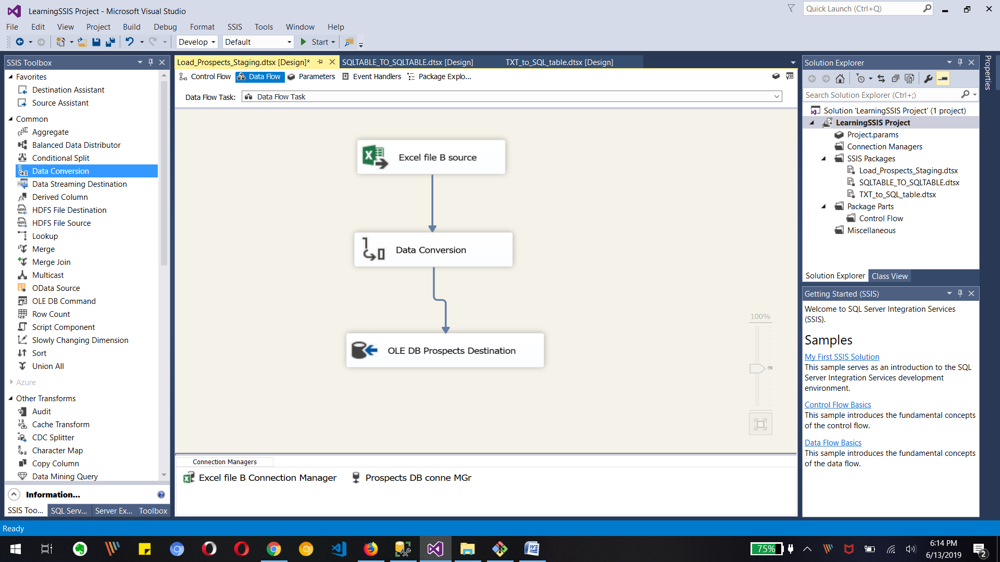 LearningSSIS Project - Microsoft Visual Studio
Quick Launch (Ctrl+Q)
File Edit View Project Build Debug Format SSIS Tools Window Help
Develop Default Start
SSIS Toolbox
Favorites
Destination Assistant
Source Assistant
Common
Aggregate
Balanced Data Distributor
Conditional Split
Data Conversion
Data Streaming Destination
Derived Column
HDFS File Destination
HDFS File Source
Lookup
Merge
Merge Join
Multicast
OData Source
OLE DB Command
Row Count
Script Component
Slowly Changing Dimension
Sort
Union All
Azure
Other Transforms
Audit
Cache Transform
CDC Splitter
Character Map
Copy Column
Data Mining Query
Information...
SSIS Too... SQL Serv... Server Ex... Toolbox
Load_Prospects_Staging.dtsx [Design]* SQLTABLE_TO_SQLTABLE.dtsx [Design] TXT_to_SQL_table.dtsx [Design]
Control Flow Data Flow Parameters Event Handlers Package Explo...
Data Flow Task: Data Flow Task
Excel file B source
Data Conversion
OLE DB Prospects Destination
100%
Connection Managers
Excel file B Connection Manager Prospects DB conne MGr
Solution Explorer
Search Solution Explorer (Ctrl+;)
Solution 'LearningSSIS Project' (1 project)
LearningSSIS Project
Project.params
Connection Managers
SSIS Packages
Load_Prospects_Staging.dtsx
SQLTABLE_TO_SQLTABLE.dtsx
TXT_to_SQL_table.dtsx
Package Parts
Control Flow
Miscellaneous
Solution Explorer Class View
Getting Started (SSIS)
Welcome to SQL Server Integration Services
(SSIS).
Samples
My First SSIS Solution
This sample serves as an introduction to the SQL
Server Integration Services development
environment.
Control Flow Basics
This sample introduces the fundamental concepts
of the control flow.
Data Flow Basics
This sample introduces the fundamental concepts
of the data flow.
Properties
Ready
75%
6:14 PM
6/13/2019
2